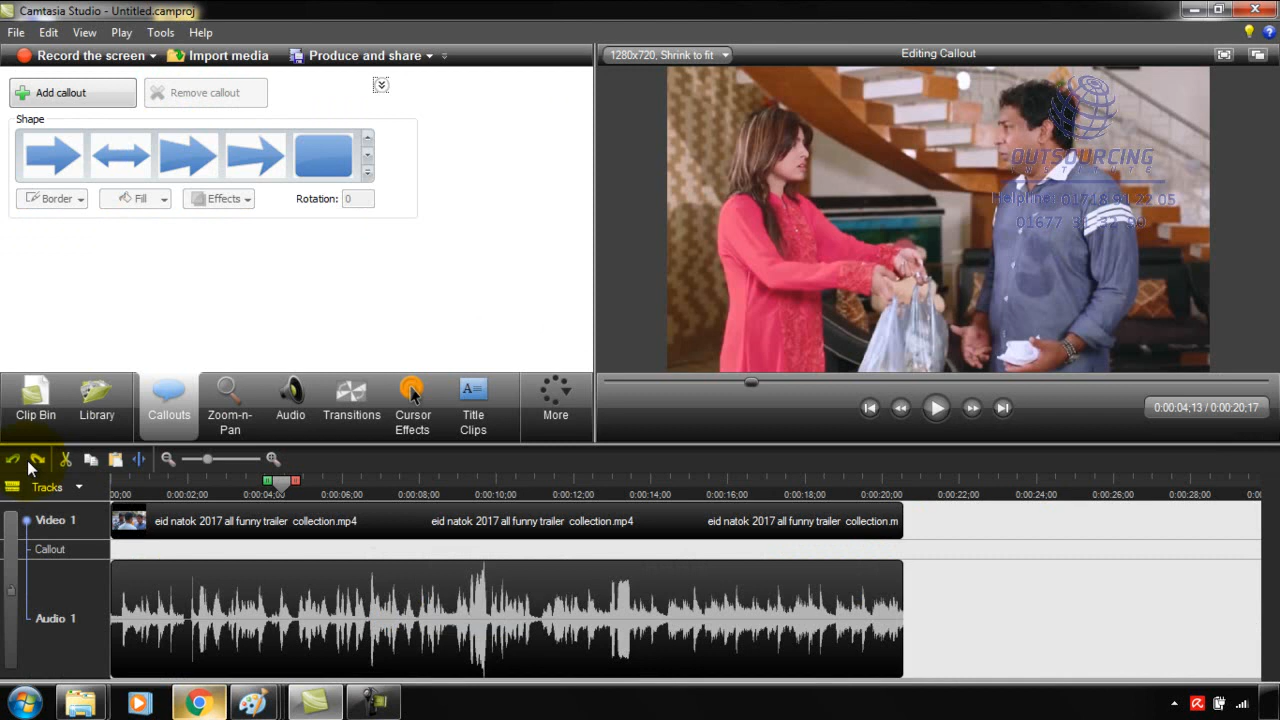 Camtasia Studio - Untitled.camproj
File Edit View Play Tools Help
Record the screen Import media Produce and share
1280x720, Shrink to fit
Editing Callout
Add callout
Remove callout
Shape
Border Fill Effects Rotation: 0
OUTSOURCING
INSTITUTE
Clip Bin
Library
Callouts
Zoom-n-Pan
Audio
Transitions
Cursor Effects
Title Clips
More
0:00:04;13 / 0:00:20;17
Tracks
00;00 0:00:02;00 0:00:04;00 0:00:06;00 0:00:08;00 0:00:10;00 0:00:12;00 0:00:14;00 0:00:16;00 0:00:18;00 0:00:20;00 0:00:22;00 0:00:24;00 0:00:26;00 0:00:28;00
Video 1
eid natok 2017 all funny trailer collection.mp4 eid natok 2017 all funny trailer collection.mp4 eid natok 2017 all funny trailer collection.m
Callout
Audio 1